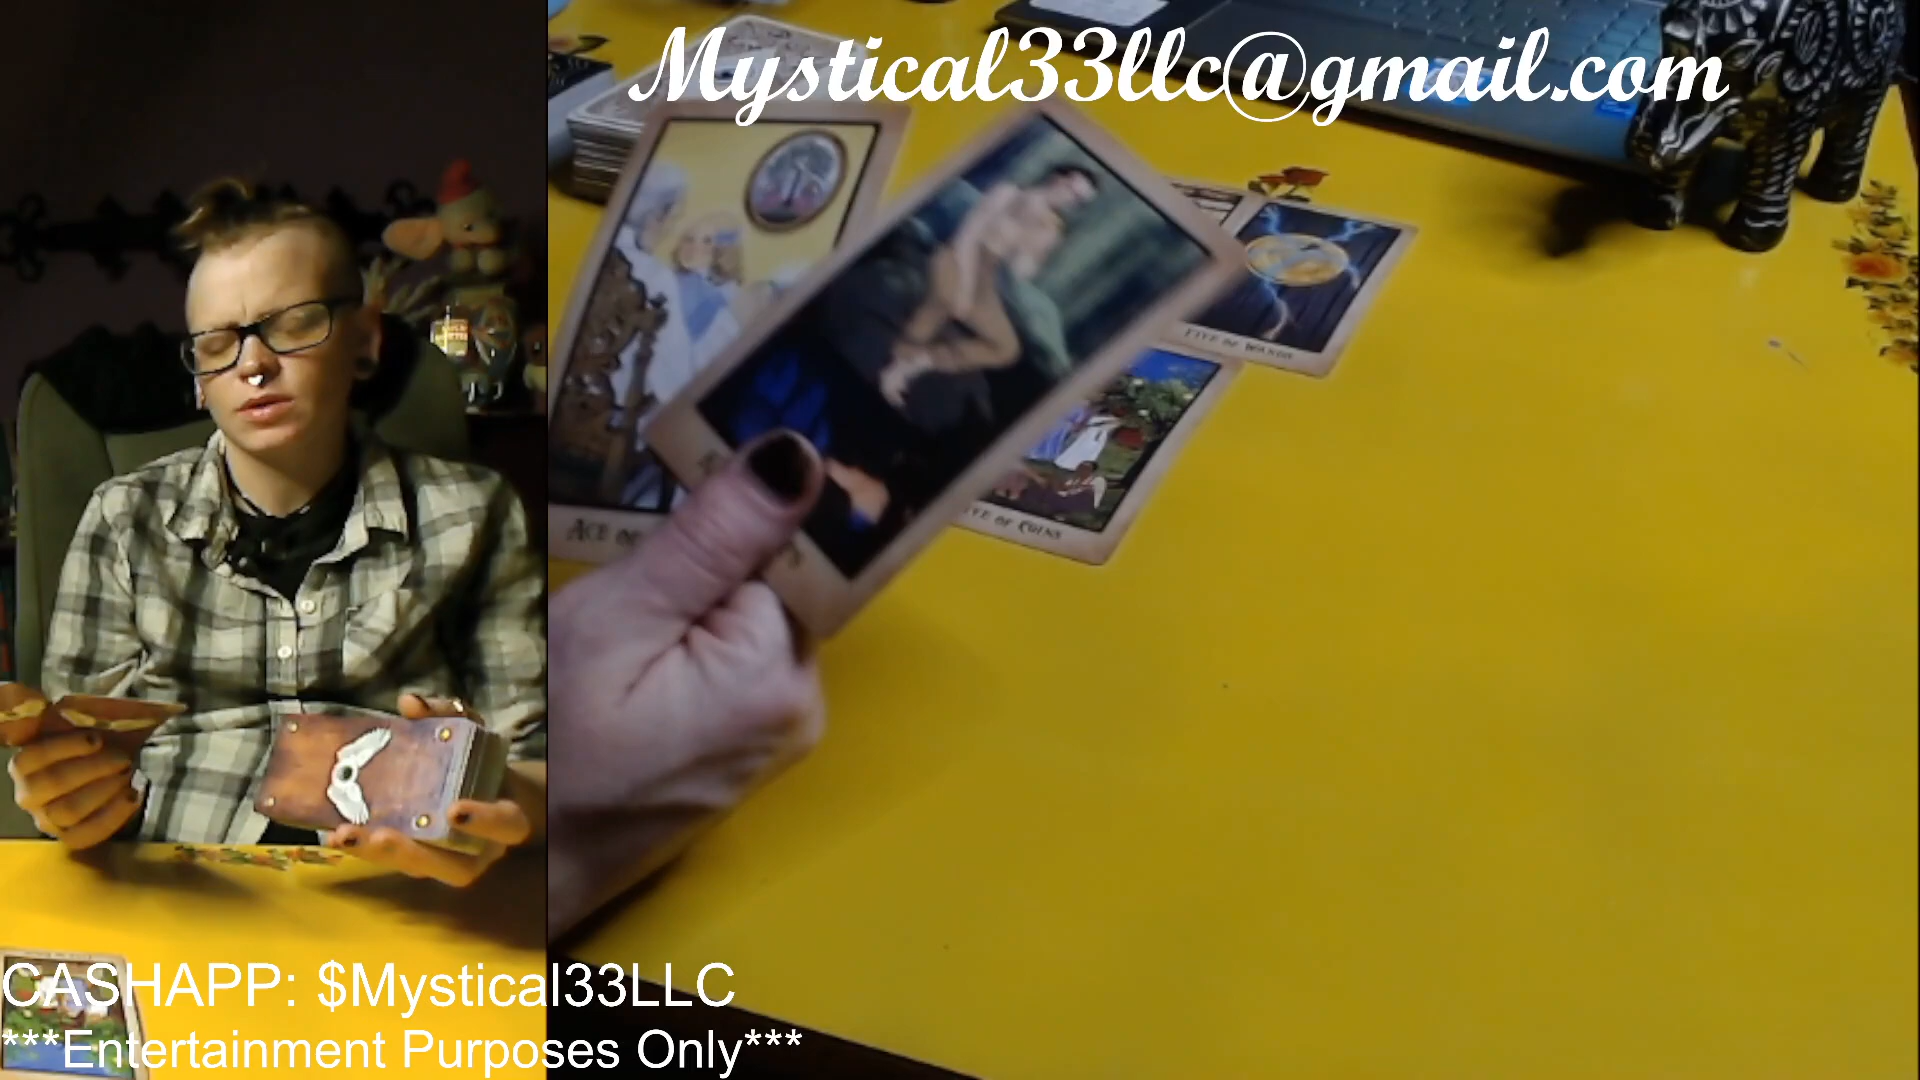 Mystical33llc@gmail.com
FIVE OF WANDS
ACE OF
FIVE OF COINS
CASHAPP: $Mystical33LLC
***Entertainment Purposes Only***